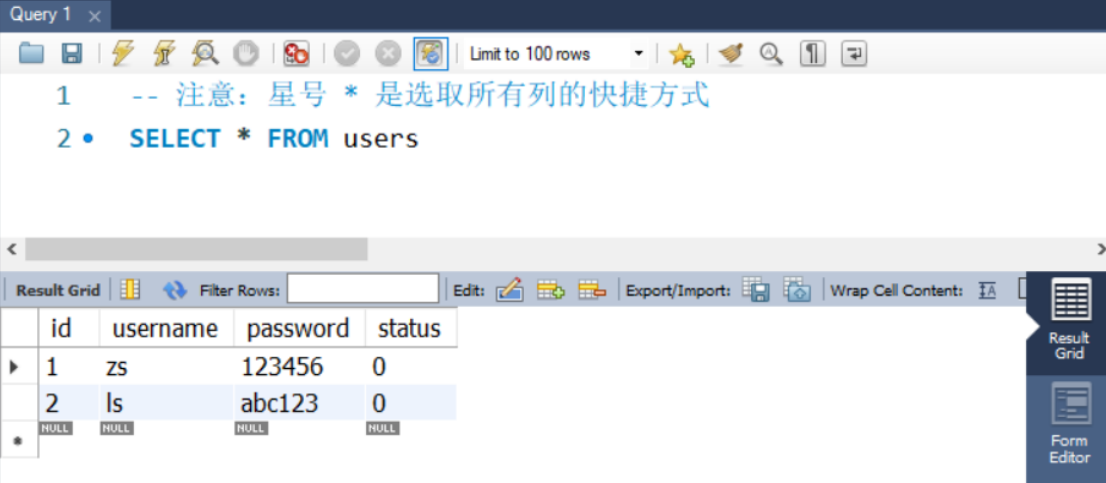 Query 1
Limit to 100 rows
1 -- 注意：星号 * 是选取所有列的快捷方式
2 SELECT * FROM users
Result Grid Filter Rows: Edit: Export/Import: Wrap Cell Content:
id username password status
1 zs 123456 0
2 ls abc123 0
NULL NULL NULL NULL
Result
Grid
Form
Editor